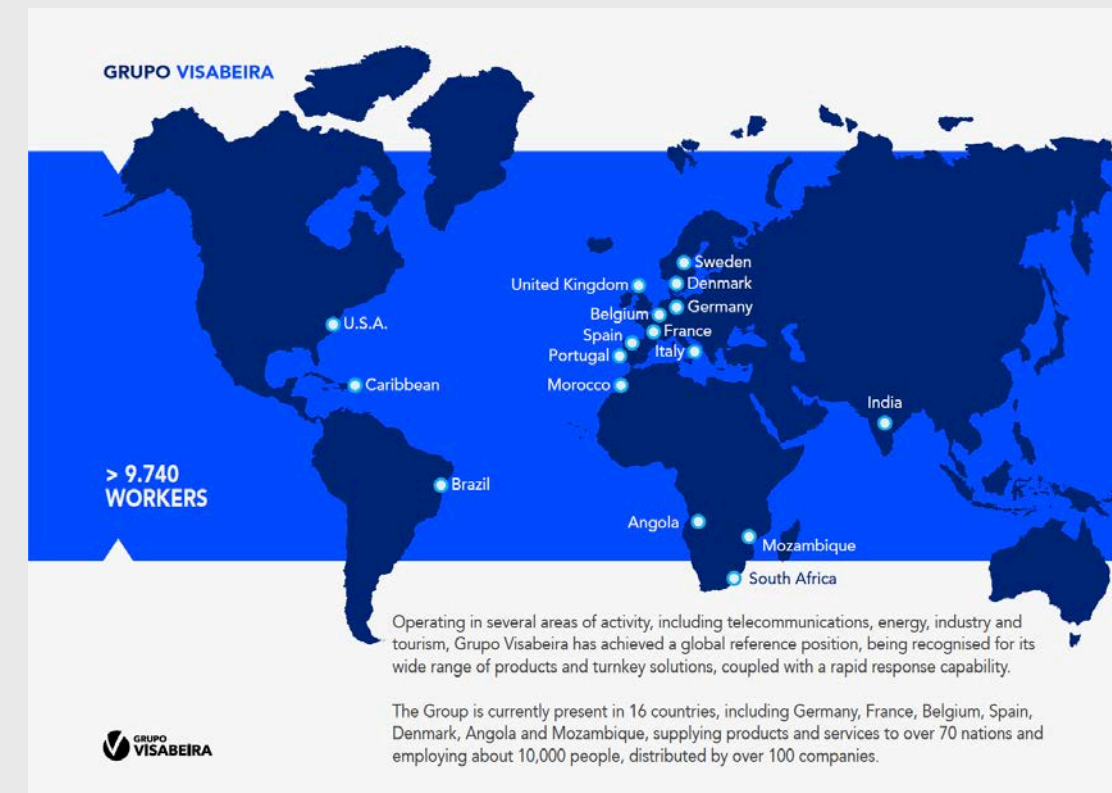 GRUPO VISABEIRA
Sweden
United Kingdom
Denmark
Germany
Belgium
U.S.A.
France
Spain
Italy
Portugal
Caribbean
Morocco
India
> 9.740
WORKERS
Brazil
Angola
Mozambique
South Africa
Operating in several areas of activity, including telecommunications, energy, industry and
tourism, Grupo Visabeira has achieved a global reference position, being recognised for its
wide range of products and turnkey solutions, coupled with a rapid response capability.
The Group is currently present in 16 countries, including Germany, France, Belgium, Spain,
Denmark, Angola and Mozambique, supplying products and services to over 70 nations and
employing about 10,000 people, distributed by over 100 companies.
GRUPO
VISABEIRA